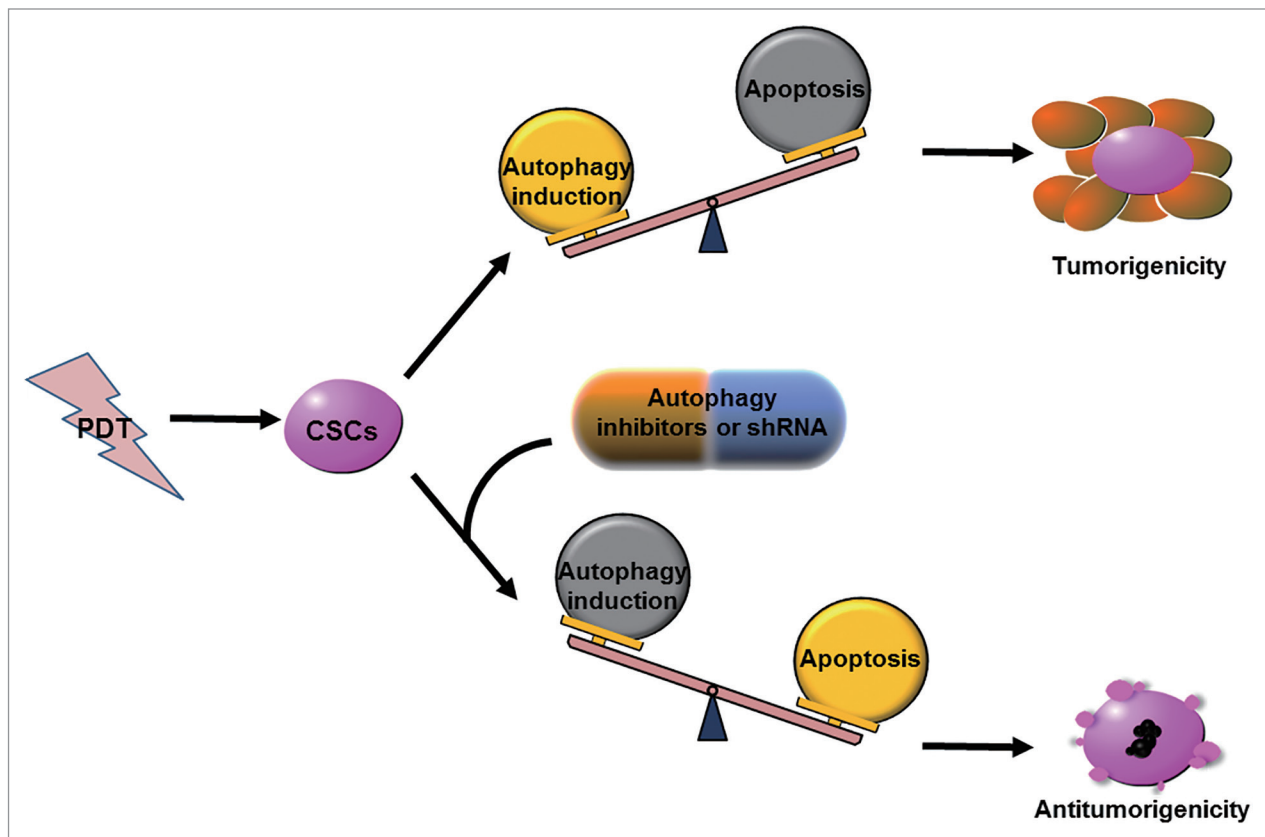 Apoptosis
Autophagy
induction
Tumorigenicity
PDT
CSCs
Autophagy
inhibitors or shRNA
Autophagy
induction
Apoptosis
Antitumorigenicity